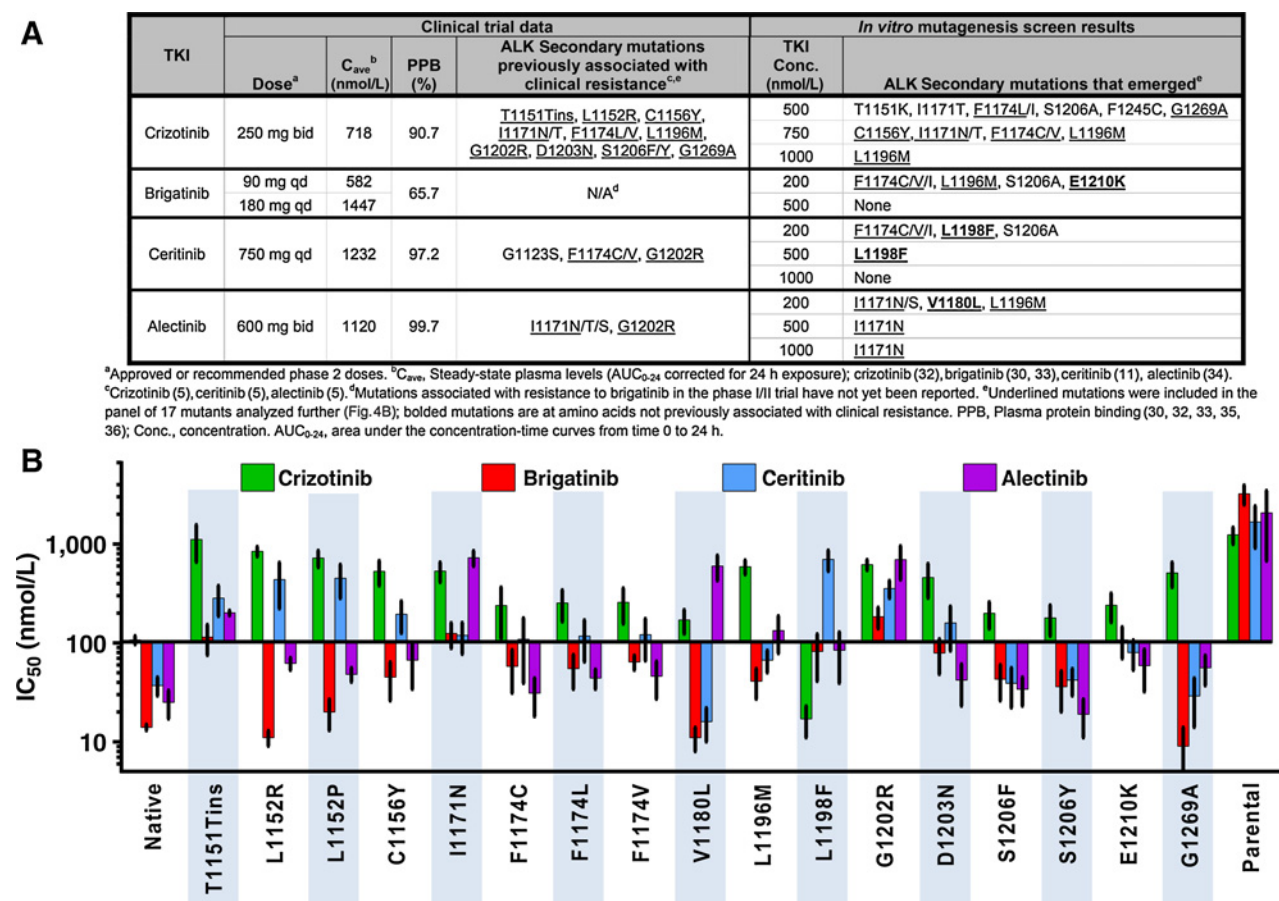 A
TKI
Clinical trial data
In vitro mutagenesis screen results
Dose^a
C_ave^b (nmol/L)
PPB (%)
ALK Secondary mutations previously associated with clinical resistance^c,e
TKI Conc. (nmol/L)
ALK Secondary mutations that emerged^e
Crizotinib
250 mg bid
718
90.7
T1151Tins, L1152R, C1156Y,
I1171N/T, F1174L/V, L1196M,
G1202R, D1203N, S1206F/Y, G1269A
500
T1151K, I1171T, F1174L/I, S1206A, F1245C, G1269A
750
C1156Y, I1171N/T, F1174C/V, L1196M
1000
L1196M
Brigatinib
90 mg qd
582
180 mg qd
1447
65.7
N/A^d
200
F1174C/V/I, L1196M, S1206A, E1210K
500
None
Ceritinib
750 mg qd
1232
97.2
G1123S, F1174C/V, G1202R
200
F1174C/V/I, L1198F, S1206A
500
L1198F
1000
None
Alectinib
600 mg bid
1120
99.7
I1171N/T/S, G1202R
200
I1171N/S, V1180L, L1196M
500
I1171N
1000
I1171N
^aApproved or recommended phase 2 doses. ^bC_ave, Steady-state plasma levels (AUC_0-24 corrected for 24 h exposure); crizotinib (32), brigatinib (30, 33), ceritinib (11), alectinib (34).
^cCrizotinib (5), ceritinib (5), alectinib (5). ^dMutations associated with resistance to brigatinib in the phase I/II trial have not yet been reported. ^eUnderlined mutations were included in the
panel of 17 mutants analyzed further (Fig. 4B); bolded mutations are at amino acids not previously associated with clinical resistance. PPB, Plasma protein binding (30, 32, 33, 35,
36); Conc., concentration. AUC_0-24, area under the concentration-time curves from time 0 to 24 h.
B
Crizotinib
Brigatinib
Ceritinib
Alectinib
IC50 (nmol/L)
1,000
100
10
Native
T1151Tins
L1152R
L1152P
C1156Y
I1171N
F1174C
F1174L
F1174V
V1180L
L1196M
L1198F
G1202R
D1203N
S1206F
S1206Y
E1210K
G1269A
Parental